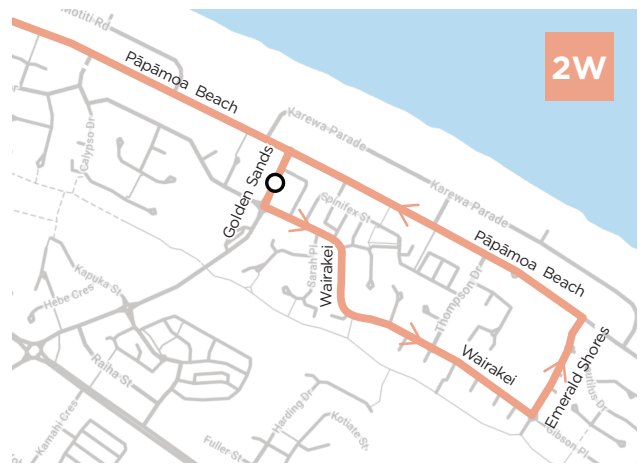 Motiti Rd
2W
Pāpāmoa Beach
Calypso Dr
Karewa Parade
Golden Sands
Spinifex St
Karewa Parade
Sarah Pl
Wairakei
Pāpāmoa Beach
Thompson Dr
Kapuka St
Hebe Cres
Wairakei
Emerald Shores
Raiha St
Kamahi Cres
Harding Dr
Kotiate St.
Fuller St
Gibson Pl